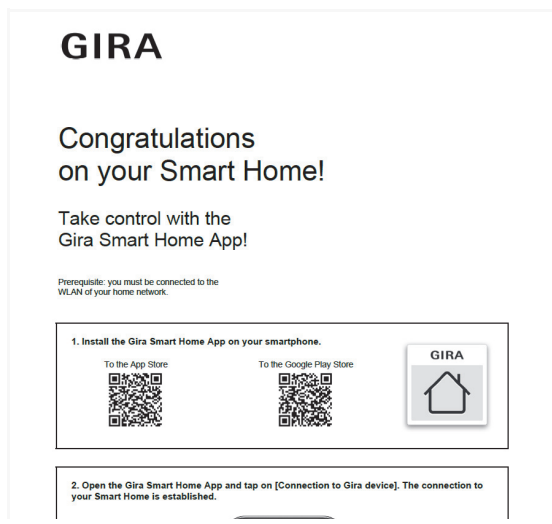 GIRA
Congratulations
on your Smart Home!
Take control with the
Gira Smart Home App!
Prerequisite: you must be connected to the
WLAN of your home network.
1. Install the Gira Smart Home App on your smartphone.
To the App Store
To the Google Play Store
GIRA
2. Open the Gira Smart Home App and tap on [Connection to Gira device]. The connection to
your Smart Home is established.